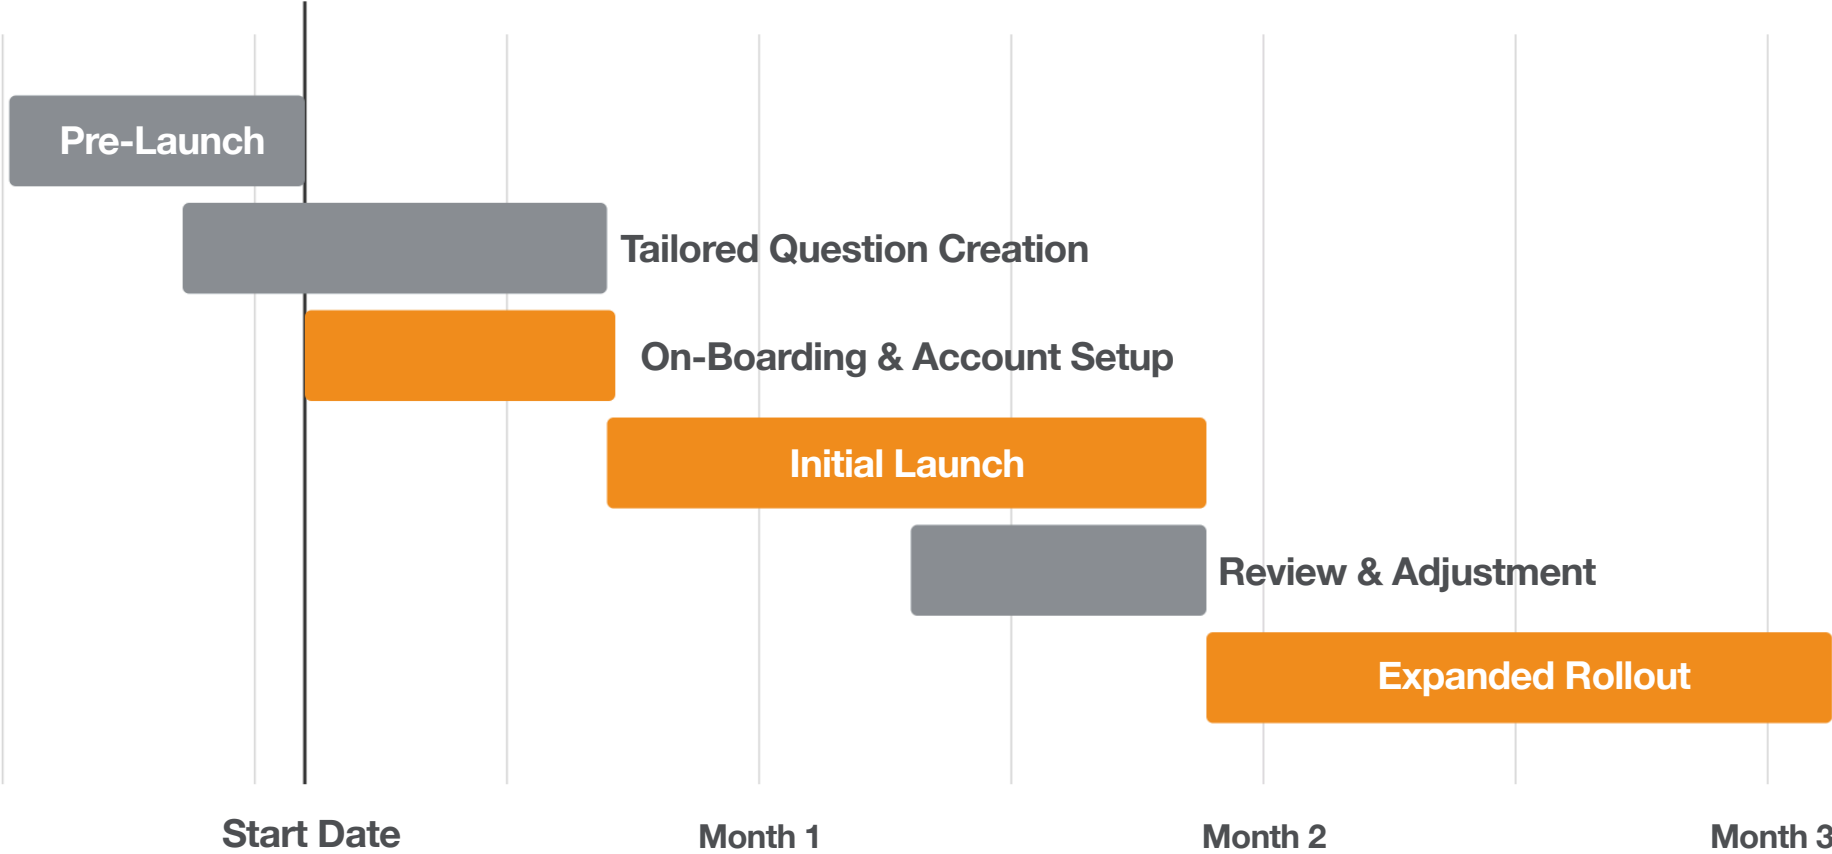 Pre-Launch
Tailored Question Creation
On-Boarding & Account Setup
Initial Launch
Review & Adjustment
Expanded Rollout
Start Date
Month 1
Month 2
Month 3